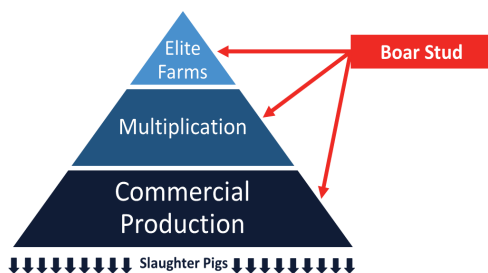 Elite
Farms
Boar Stud
Multiplication
Commercial
Production
Slaughter Pigs